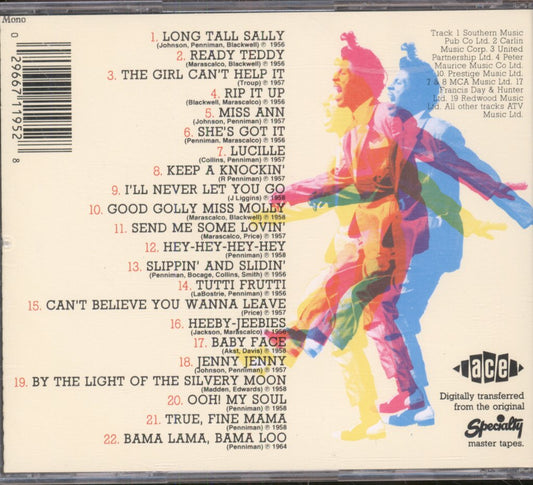 Mono
0 29667 11952 8
1. LONG TALL SALLY
(Johnson, Penniman, Blackwell) ℗ 1956
2. READY TEDDY
(Marascalco, Blackwell) ℗ 1956
3. THE GIRL CAN'T HELP IT
(Troup) ℗ 1957
4. RIP IT UP
(Blackwell, Marascalco) ℗ 1956
5. MISS ANN
(Johnson, Penniman) ℗ 1957
6. SHE'S GOT IT
(Penniman, Marascalco) ℗ 1956
7. LUCILLE
(Collins, Penniman) ℗ 1957
8. KEEP A KNOCKIN'
(R Penniman) ℗ 1957
9. I'LL NEVER LET YOU GO
(J Liggins) ℗ 1958
10. GOOD GOLLY MISS MOLLY
(Marascalco, Blackwell) ℗ 1958
11. SEND ME SOME LOVIN'
(Marascalco, Price) ℗ 1957
12. HEY-HEY-HEY-HEY
(Penniman) ℗ 1958
13. SLIPPIN' AND SLIDIN'
(Penniman, Bocage, Collins, Smith) ℗ 1956
14. TUTTI FRUTTI
(LaBostrie, Penniman) ℗ 1956
15. CAN'T BELIEVE YOU WANNA LEAVE
(Price) ℗ 1957
16. HEEBY-JEEBIES
(Jackson, Marascalco) ℗ 1956
17. BABY FACE
(Akst, Davis) ℗ 1958
18. JENNY JENNY
(Johnson, Penniman) ℗ 1957
19. BY THE LIGHT OF THE SILVERY MOON
(Madden, Edwards) ℗ 1958
20. OOH! MY SOUL
(Penniman) ℗ 1958
21. TRUE, FINE MAMA
(Penniman) ℗ 1958
22. BAMA LAMA, BAMA LOO
(Penniman) ℗ 1964
Track 1 Southern Music
Pub Co Ltd. 2 Carlin
Music Corp. 3 United
Partnership Ltd. 4 Peter
Maurice Music Co Ltd.
10. Prestige Music Ltd.
7 & 8 MCA Music Ltd. 17
Francis Day & Hunter
Ltd. 19 Redwood Music
Ltd. All other tracks ATV
Music Ltd.
ace
Digitally transferred
from the original
Specialty
master tapes.